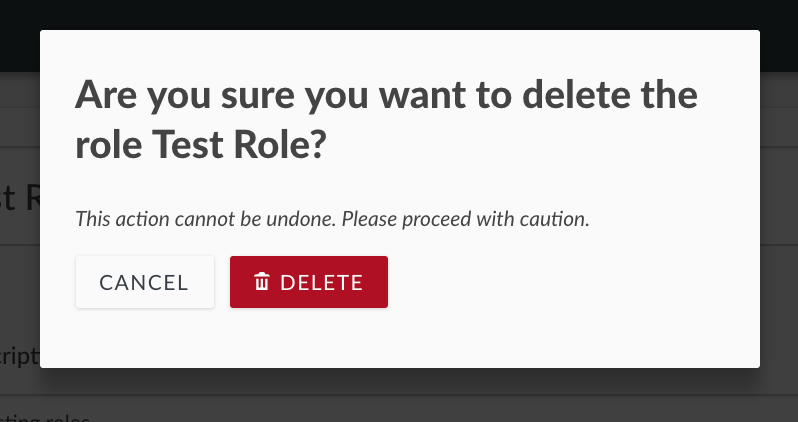 Are you sure you want to delete the
role Test Role?
This action cannot be undone. Please proceed with caution.
CANCEL
DELETE